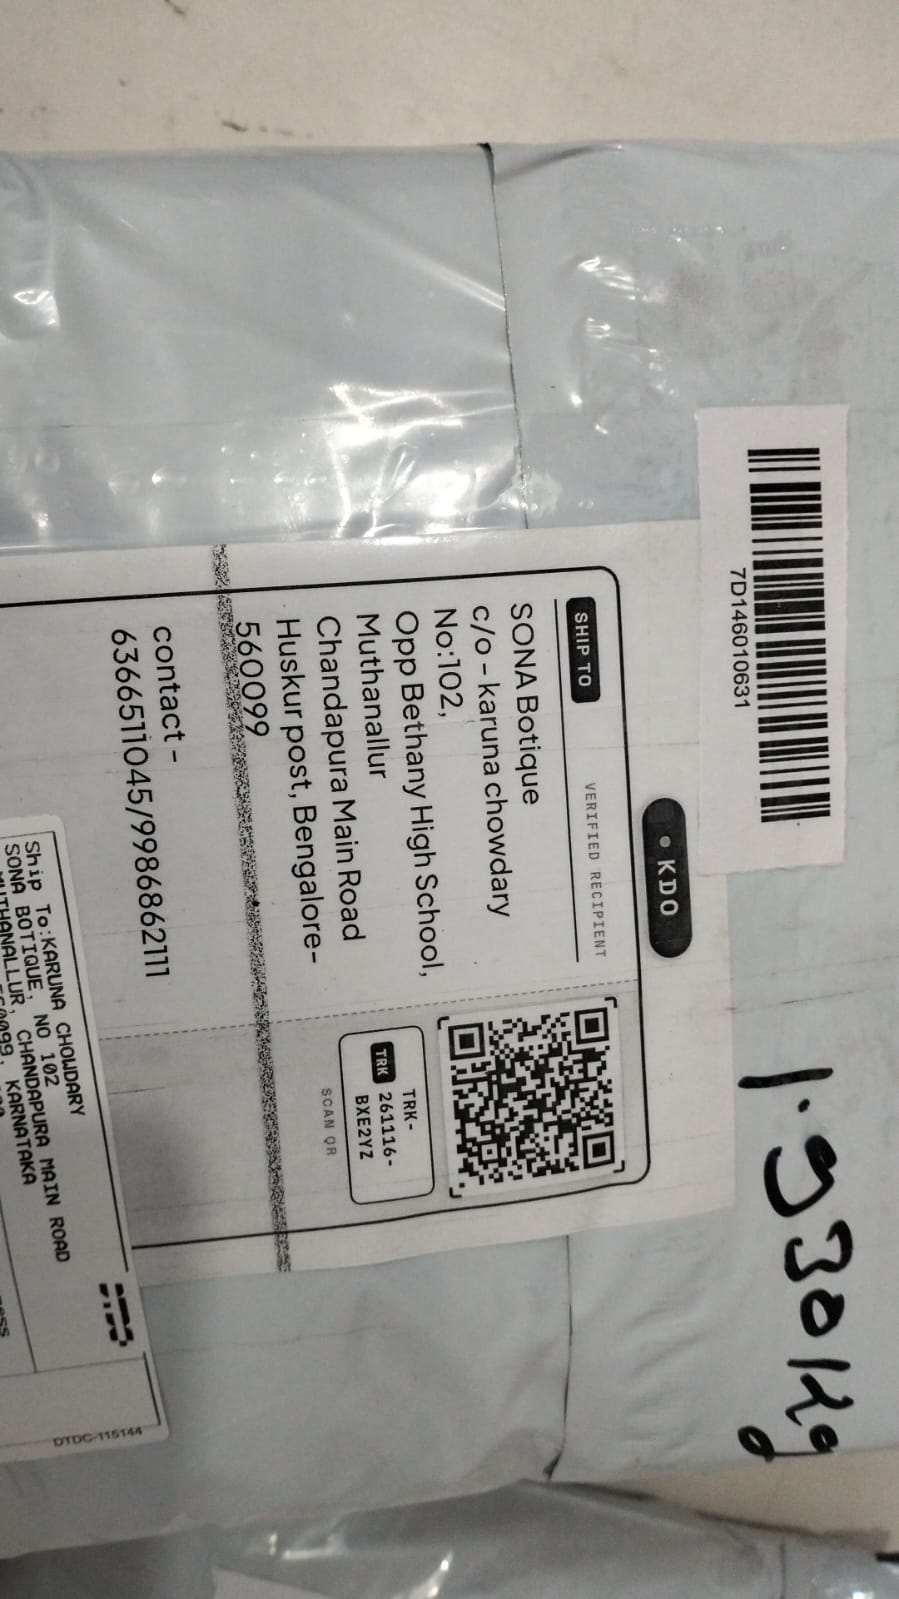 7D146010631
KDO
SHIP TO
VERIFIED RECIPIENT
SONA Botique
c/o - karuna chowdary
No:102,
Opp Bethany High School,
Muthanallur
Chandapura Main Road
Huskur post, Bengalore-
560099
contact -
6366511045/9986862111
TRK
TRK-
261116-
BXE2YZ
SCAN QR
1.930kg
Ship To:KARUNA CHOWDARY
SONA BOTIQUE, NO 102
MUTHANALLUR, CHANDAPURA MAIN ROAD
KARNATAKA
DTDC-115144